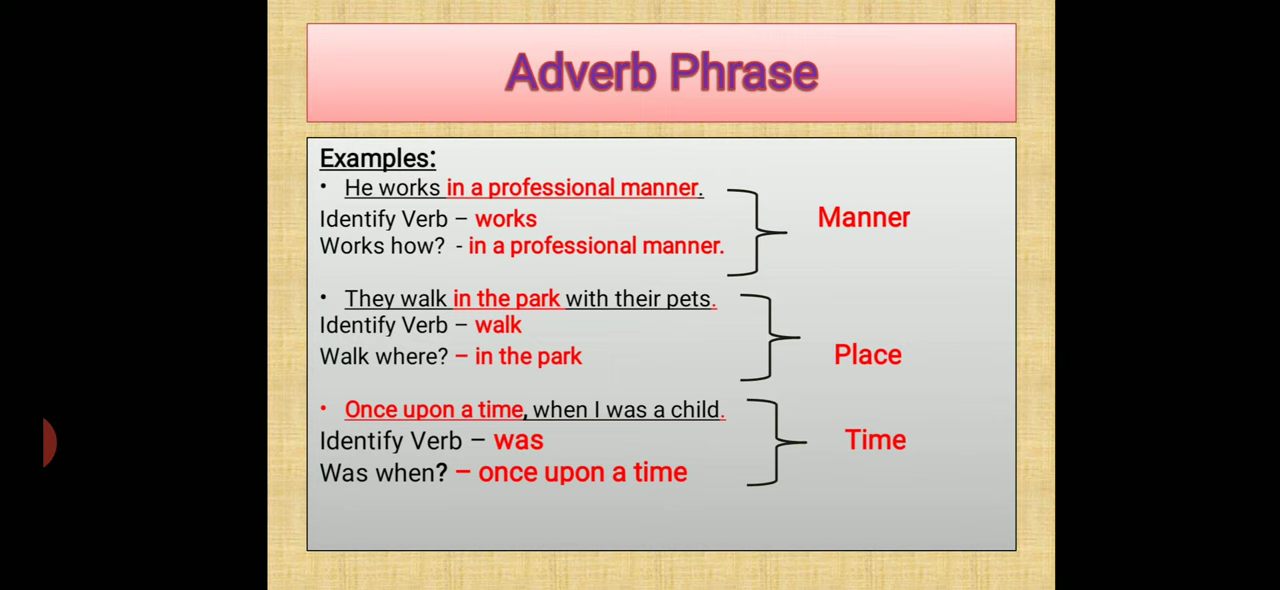 Adverb Phrase
Examples:
• He works in a professional manner.
Identify Verb – works
Works how? - in a professional manner.
Manner
• They walk in the park with their pets.
Identify Verb – walk
Walk where? – in the park
Place
• Once upon a time, when I was a child.
Identify Verb – was
Was when? – once upon a time
Time